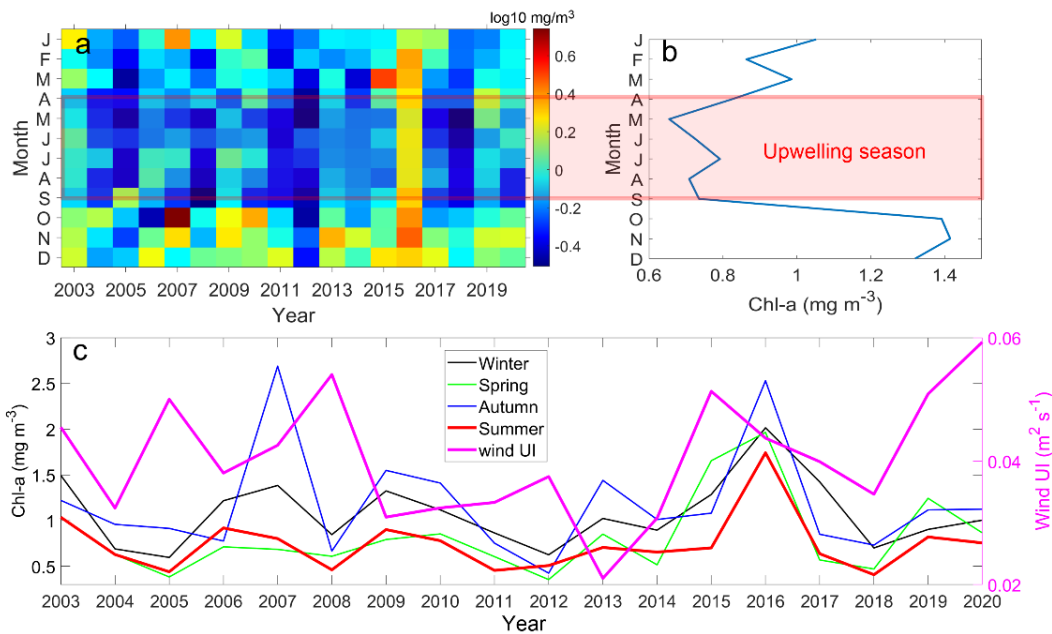 log10 mg/m³
a
Month
J
F
M
A
M
J
J
A
S
O
N
D
2003 2005 2007 2009 2011 2013 2015 2017 2019
Year
0.6
0.4
0.2
0
-0.2
-0.4
b
Month
J
F
M
A
M
J
J
A
S
O
N
D
Upwelling season
0.6 0.8 1 1.2 1.4
Chl-a (mg m⁻³)
c
Chl-a (mg m⁻³)
3
2.5
2
1.5
1
0.5
Winter
Spring
Autumn
Summer
wind UI
0.06
0.04
0.02
Wind UI (m² s⁻¹)
2003 2004 2005 2006 2007 2008 2009 2010 2011 2012 2013 2014 2015 2016 2017 2018 2019 2020
Year